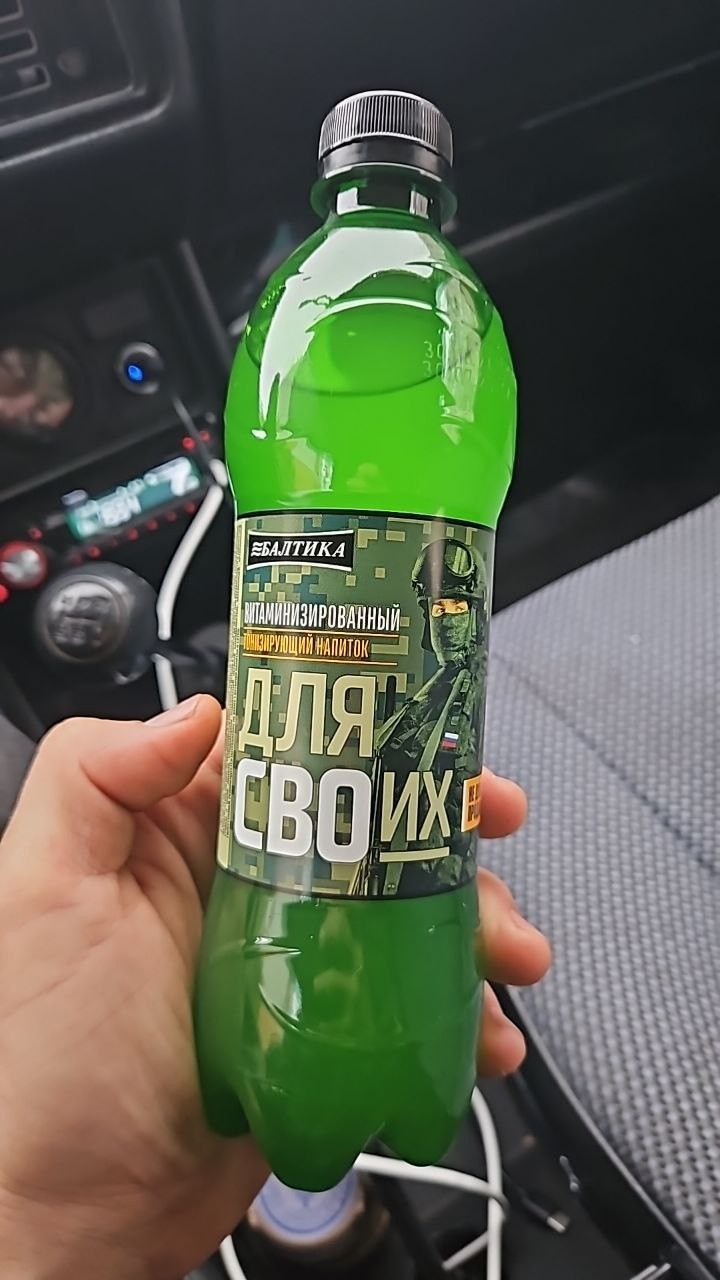 БАЛТИКА
ВИТАМИНИЗИРОВАННЫЙ
ТОНИЗИРУЮЩИЙ НАПИТОК
ДЛЯ
СВОИХ